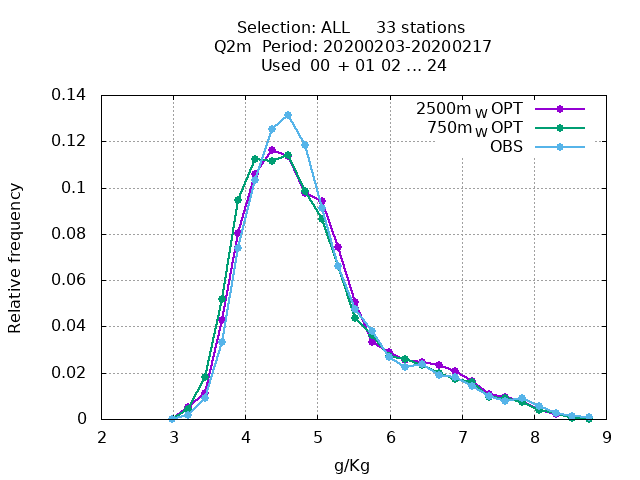 Selection: ALL 33 stations
Q2m Period: 20200203-20200217
Used 00 + 01 02 ... 24
0.14
0.12
0.1
0.08
0.06
0.04
0.02
0
Relative frequency
2500m W OPT
750m W OPT
OBS
2 3 4 5 6 7 8 9
g/Kg